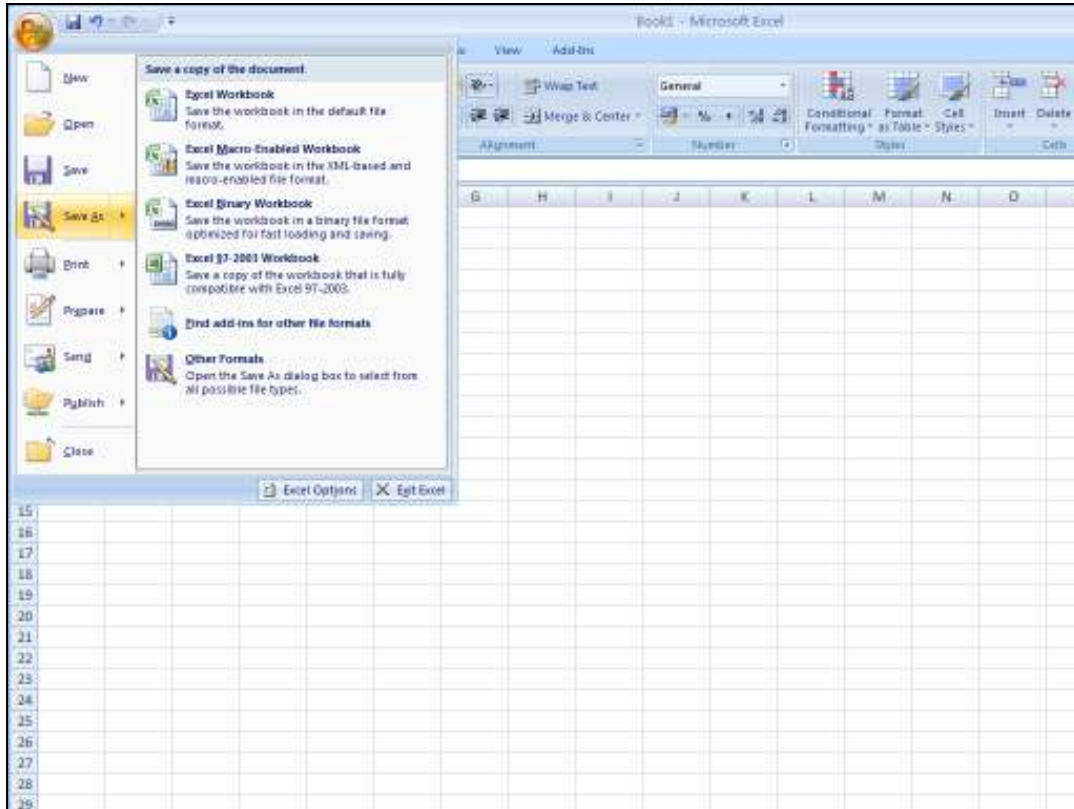 Book1 - Microsoft Excel
View Add-Ins
New
Open
Save
Save As
Print
Prepare
Send
Publish
Close
Save a copy of the document
Excel Workbook
Save the workbook in the default file
format.
Excel Macro-Enabled Workbook
Save the workbook in the XML-based and
macro-enabled file format.
Excel Binary Workbook
Save the workbook in a binary file format
optimized for fast loading and saving.
Excel 97-2003 Workbook
Save a copy of the workbook that is fully
compatible with Excel 97-2003.
Find add-ins for other file formats
Other Formats
Open the Save As dialog box to select from
all possible file types.
Excel Options
Exit Excel
Wrap Text
Merge & Center
Alignment
General
%
Number
Conditional Formatting
Format as Table
Cell Styles
Styles
Insert
Delete
Cells
G H I J K L M N O
15
16
17
18
19
20
21
22
23
24
25
26
27
28
29